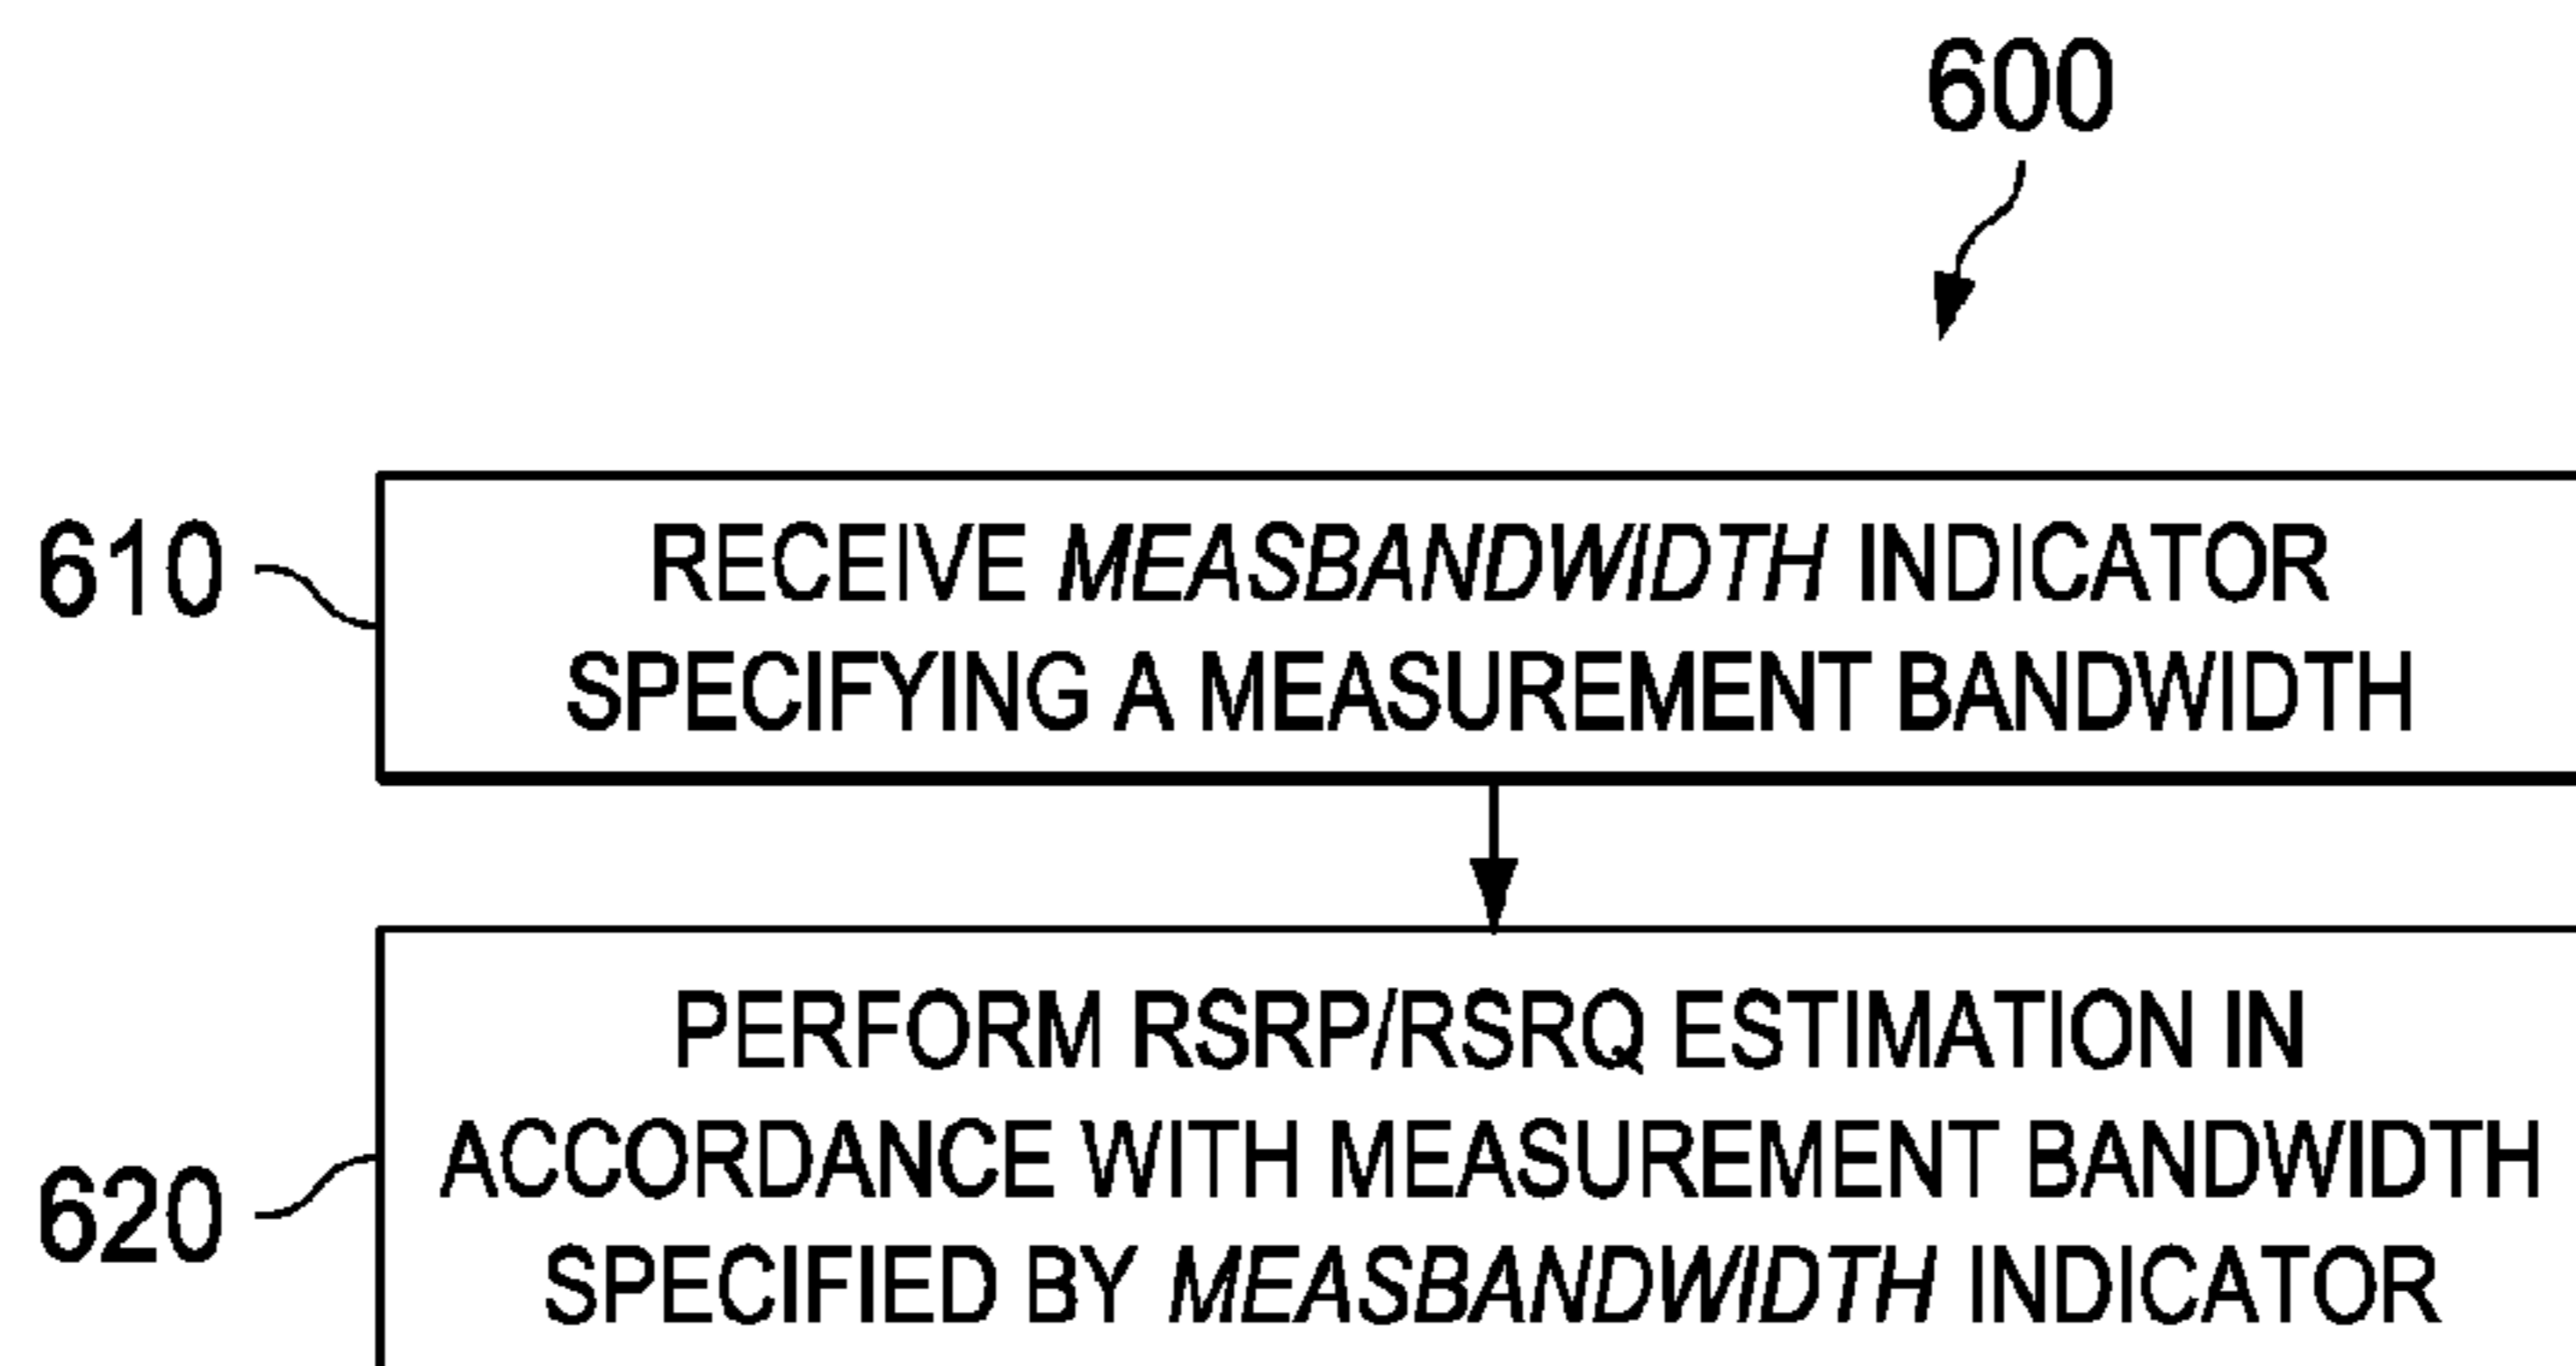 600
610
RECEIVE MEASBANDWIDTH INDICATOR
SPECIFYING A MEASUREMENT BANDWIDTH
620
PERFORM RSRP/RSRQ ESTIMATION IN
ACCORDANCE WITH MEASUREMENT BANDWIDTH
SPECIFIED BY MEASBANDWIDTH INDICATOR